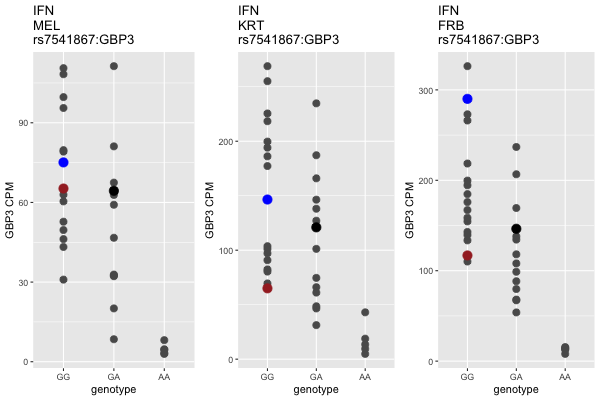 IFN
MEL
rs7541867:GBP3
GBP3 CPM
90
60
30
0
GG GA AA
genotype
IFN
KRT
rs7541867:GBP3
GBP3 CPM
200
100
0
GG GA AA
genotype
IFN
FRB
rs7541867:GBP3
GBP3 CPM
300
200
100
0
GG GA AA
genotype